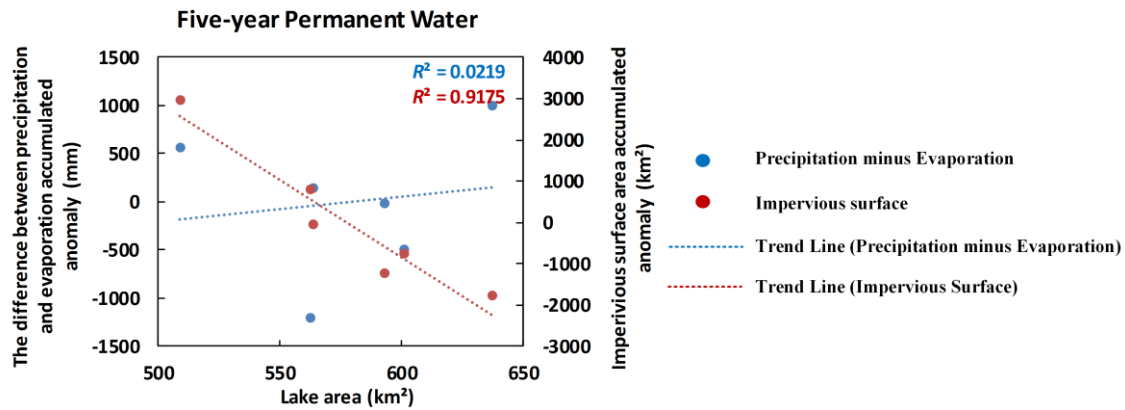 Five-year Permanent Water
The difference between precipitation
and evaporation accumulated
anomaly (mm)
1500
1000
500
0
-500
-1000
-1500
R² = 0.0219
R² = 0.9175
4000
3000
2000
1000
0
-1000
-2000
-3000
Imperivious surface area accumulated
anomaly (km²)
500
550
600
650
Lake area (km²)
Precipitation minus Evaporation
Impervious surface
Trend Line (Precipitation minus Evaporation)
Trend Line (Impervious Surface)